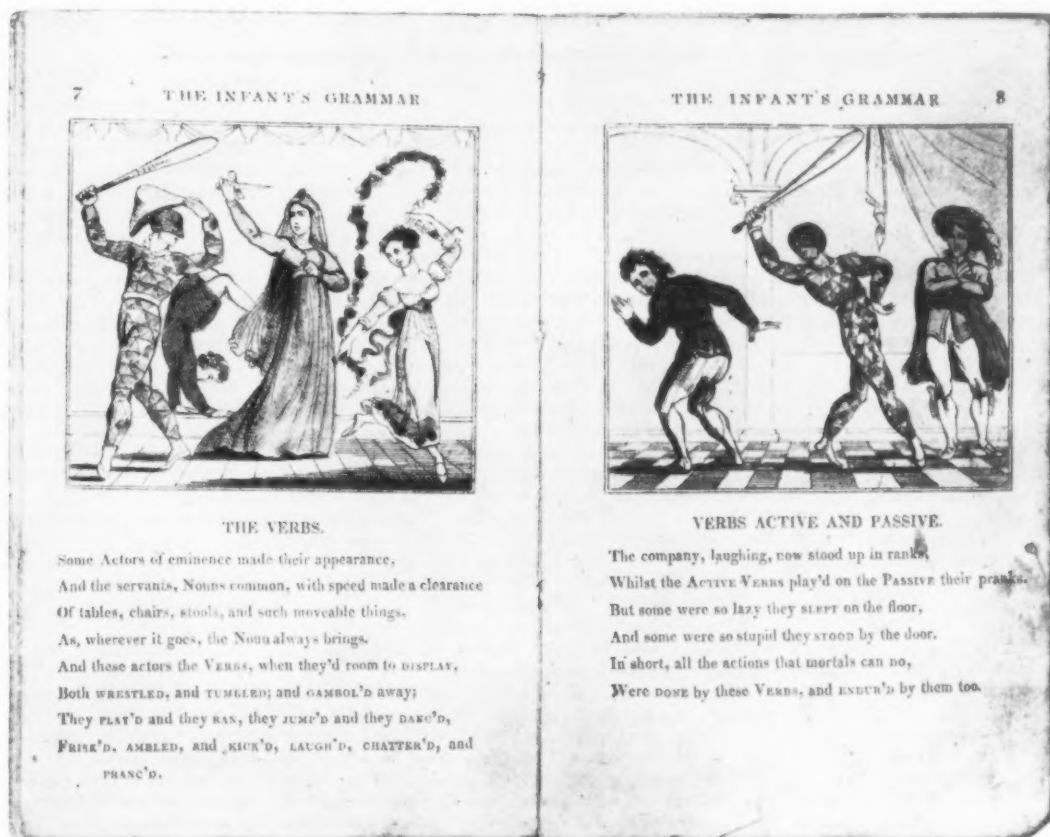 7 THE INFANT'S GRAMMAR
THE VERBS.
Some Actors of eminence made their appearance,
And the servants, Nouns common, with speed made a clearance
Of tables, chairs, stools, and such moveable things,
As, wherever it goes, the Noun always brings.
And these actors the VERBS, when they'd room to DISPLAY,
Both WRESTLED, and TUMBLED; and GAMBOL'D away;
They PLAY'D and they RAN, they JUMP'D and they DANC'D,
FRISK'D, AMBLED, and KICK'D, LAUGH'D, CHATTER'D, and
PRANC'D.
THE INFANT'S GRAMMAR 8
VERBS ACTIVE AND PASSIVE.
The company, laughing, now stood up in ranks,
Whilst the ACTIVE VERBS play'd on the PASSIVE their pranks.
But some were so lazy they SLEPT on the floor,
And some were so stupid they STOOD by the door.
In short, all the actions that mortals can DO,
Were DONE by these VERBS, and ENDUR'D by them too.